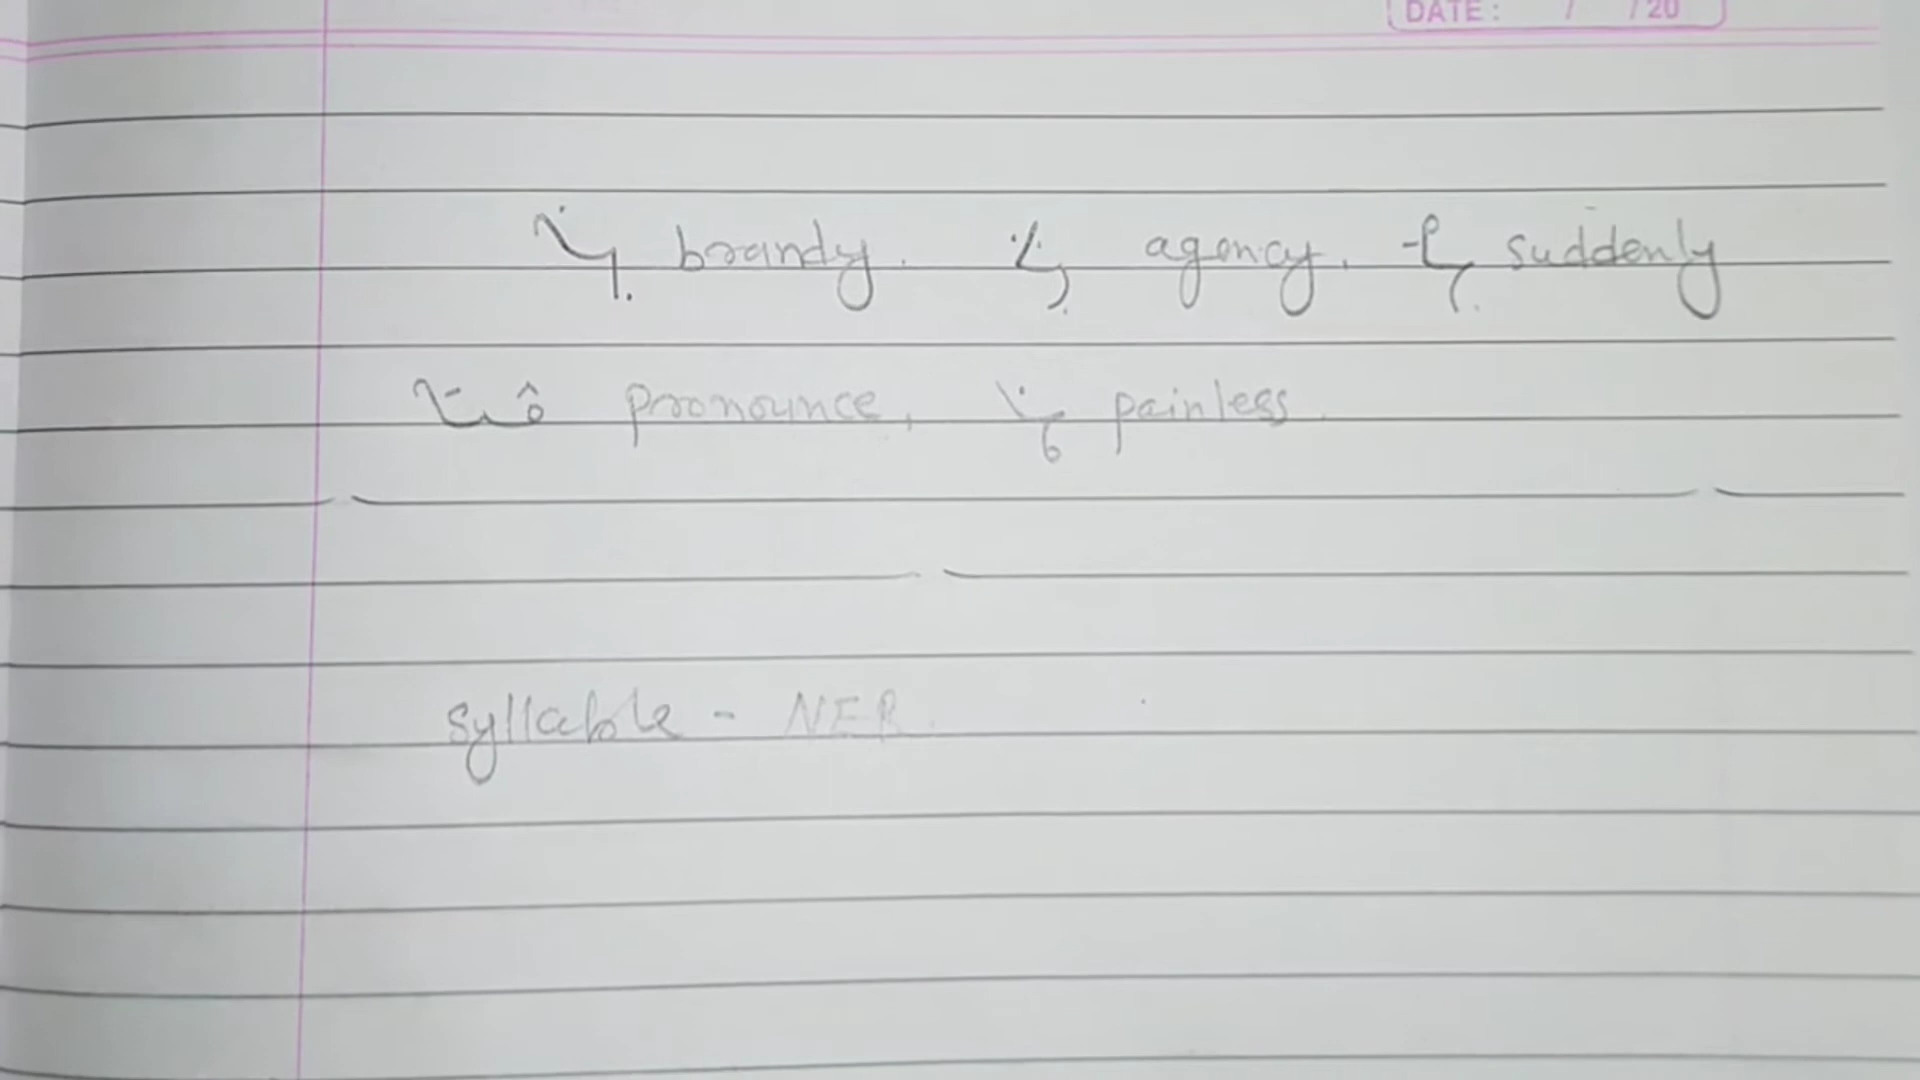 DATE: / /20
brandy. agency. suddenly
pronounce, painless.
syllable - NER.